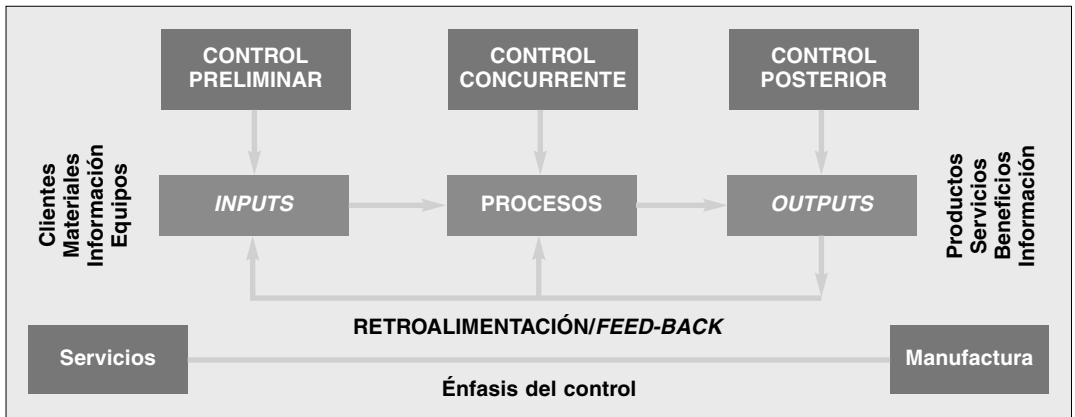 CONTROL
PRELIMINAR
CONTROL
CONCURRENTE
CONTROL
POSTERIOR
Clientes
Materiales
Información
Equipos
INPUTS
PROCESOS
OUTPUTS
Productos
Servicios
Beneficios
Información
RETROALIMENTACIÓN/FEED-BACK
Servicios
Manufactura
Énfasis del control